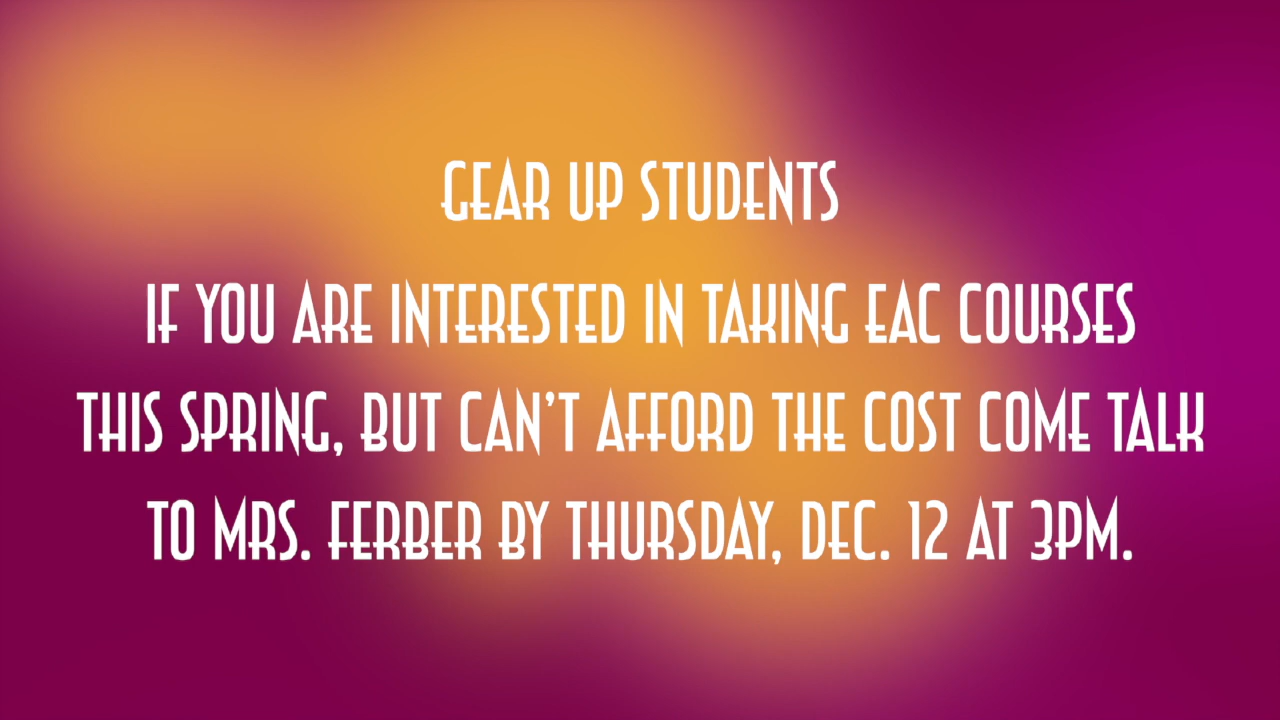 GEAR UP STUDENTS
IF YOU ARE INTERESTED IN TAKING EAC COURSES
THIS SPRING, BUT CAN'T AFFORD THE COST COME TALK
TO MRS. FERBER BY THURSDAY, DEC. 12 AT 3PM.